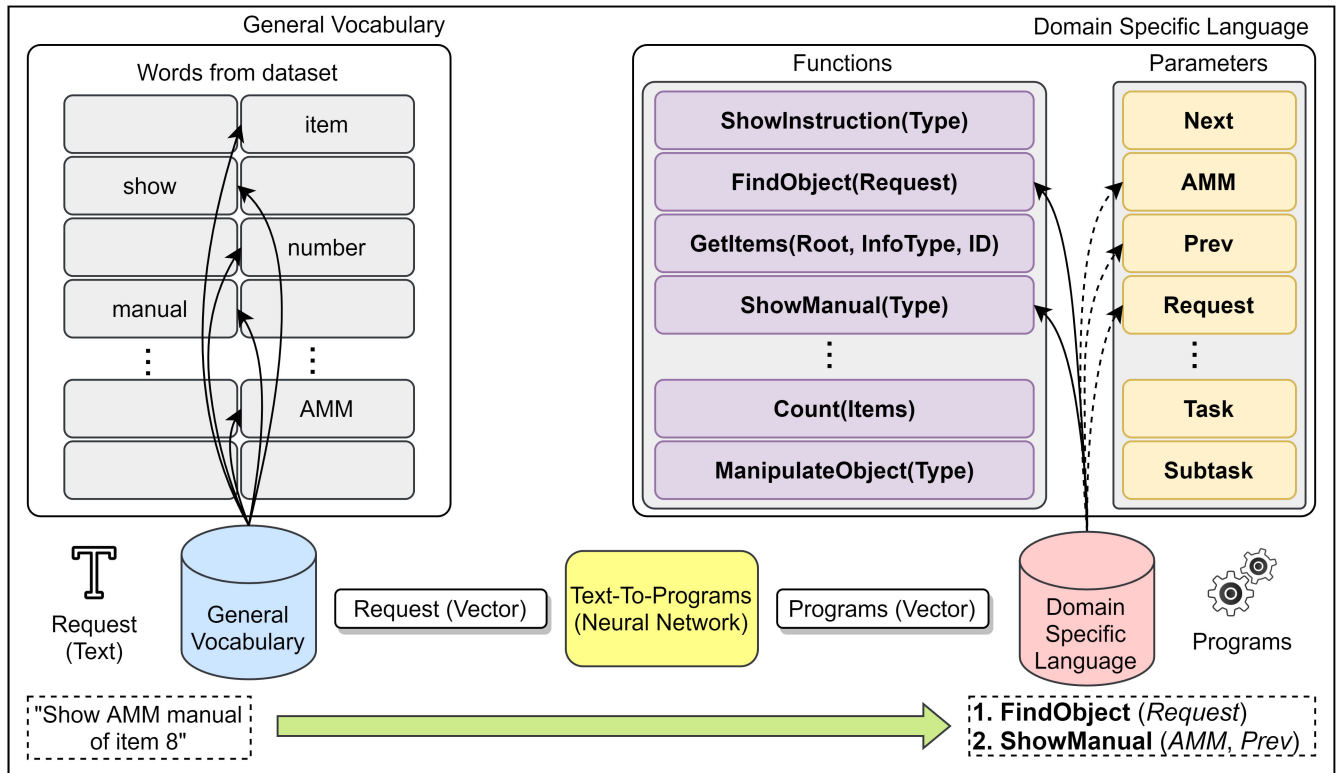 General Vocabulary
Domain Specific Language
Words from dataset
item
show
number
manual
⋮ ⋮
AMM
Functions
ShowInstruction(Type)
FindObject(Request)
GetItems(Root, InfoType, ID)
ShowManual(Type)
⋮
Count(Items)
ManipulateObject(Type)
Parameters
Next
AMM
Prev
Request
⋮
Task
Subtask
Request
(Text)
General
Vocabulary
Request (Vector)
Text-To-Programs
(Neural Network)
Programs (Vector)
Domain
Specific
Language
Programs
"Show AMM manual
of item 8"
1. FindObject (Request)
2. ShowManual (AMM, Prev)